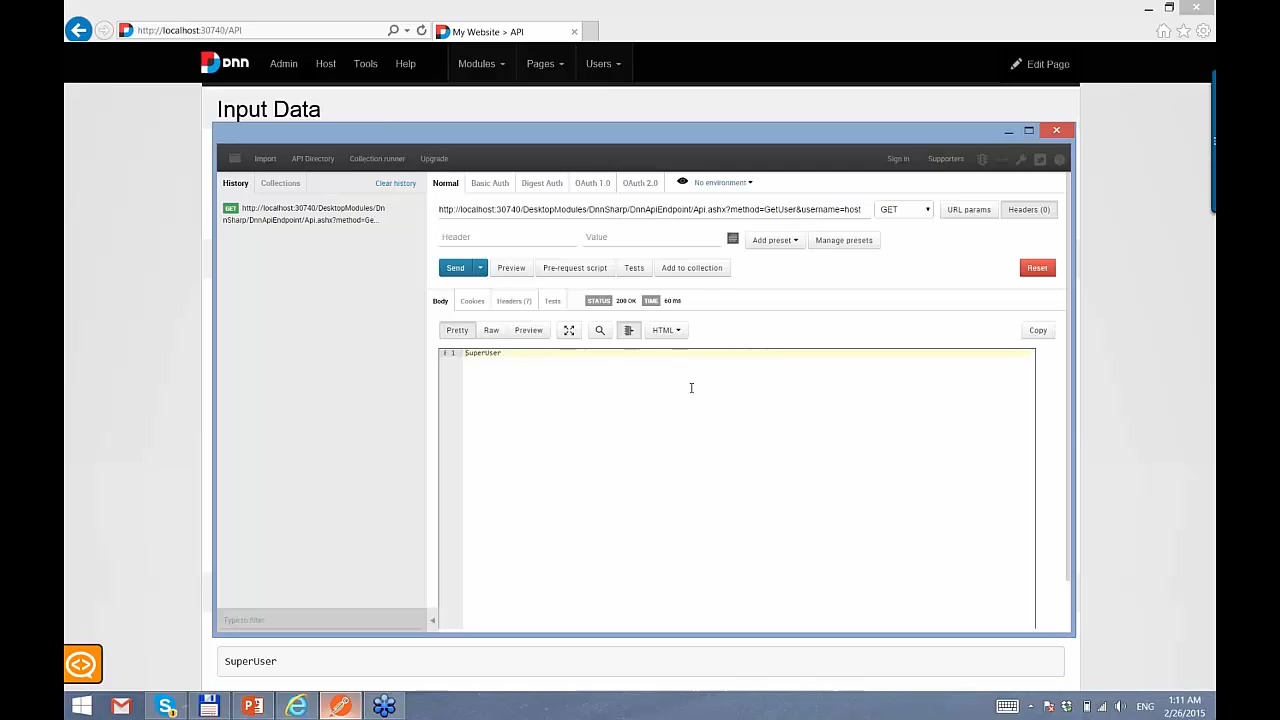 http://localhost:30740/API
My Website > API
DNN Admin Host Tools Help Modules Pages Users Edit Page
Input Data
Import API Directory Collection runner Upgrade Sign in Supporters
History Collections Clear history
Normal Basic Auth Digest Auth OAuth 1.0 OAuth 2.0 No environment
GET http://localhost:30740/DesktopModules/Dn
nSharp/DnnApiEndpoint/Api.ashx?method=Ge...
http://localhost:30740/DesktopModules/DnnSharp/DnnApiEndpoint/Api.ashx?method=GetUser&username=host GET URL params Headers (0)
Header Value Add preset Manage presets
Send Preview Pre-request script Tests Add to collection Reset
Body Cookies Headers (7) Tests STATUS 200 OK TIME 60 ms
Pretty Raw Preview HTML Copy
i 1 SuperUser
Type to filter
SuperUser
ENG
1:11 AM
2/26/2015